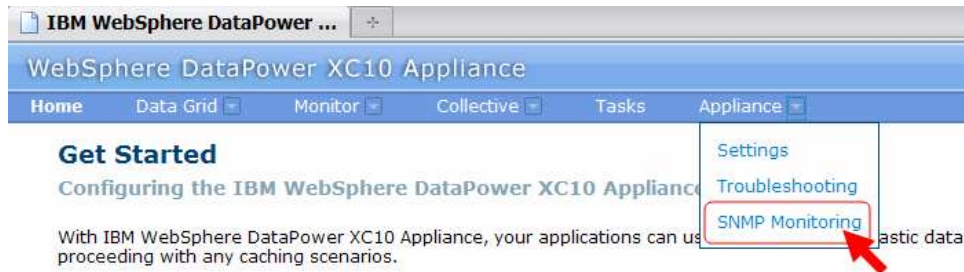 IBM WebSphere DataPower ...
WebSphere DataPower XC10 Appliance
Home Data Grid Monitor Collective Tasks Appliance
Settings
Troubleshooting
SNMP Monitoring
Get Started
Configuring the IBM WebSphere DataPower XC10 Appliance
With IBM WebSphere DataPower XC10 Appliance, your applications can us astic data
proceeding with any caching scenarios.